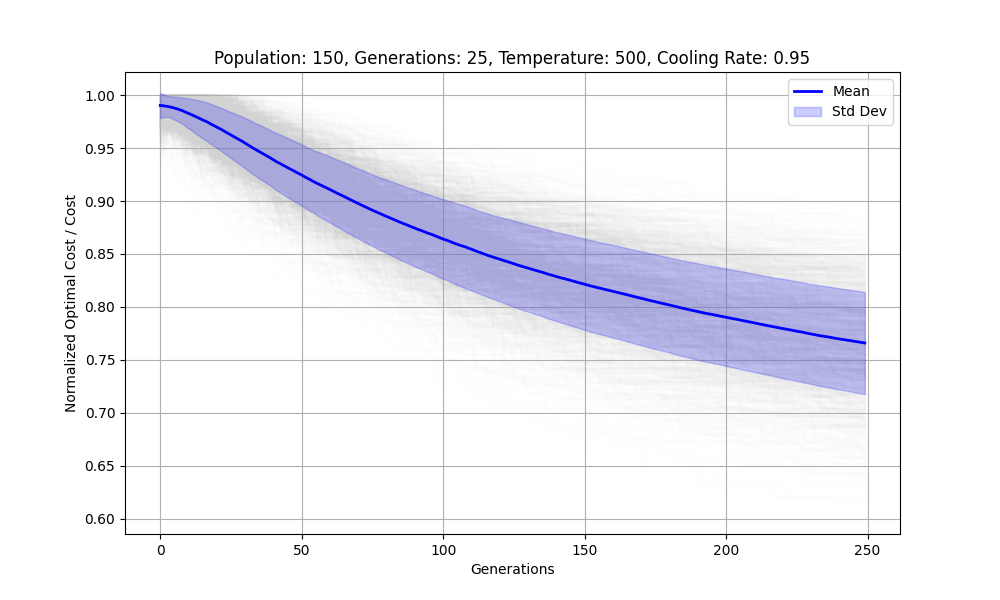 Population: 150, Generations: 25, Temperature: 500, Cooling Rate: 0.95
Mean
Std Dev
Normalized Optimal Cost / Cost
1.00
0.95
0.90
0.85
0.80
0.75
0.70
0.65
0.60
0 50 100 150 200 250
Generations